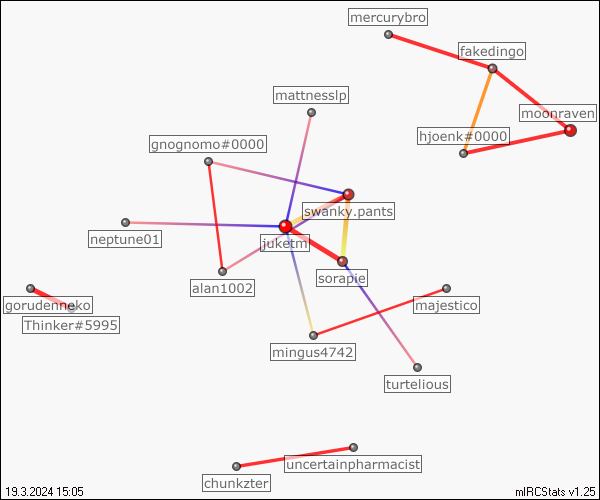 mercurybro
fakedingo
mattnesslp
moonraven
hjoenk#0000
gnognomo#0000
swanky.pants
neptune01
juketm
sorapie
alan1002
gorudenneko
majestico
Thinker#5995
mingus4742
turtelious
uncertainpharmacist
chunkzter
19.3.2024 15:05
mIRCStats v1.25